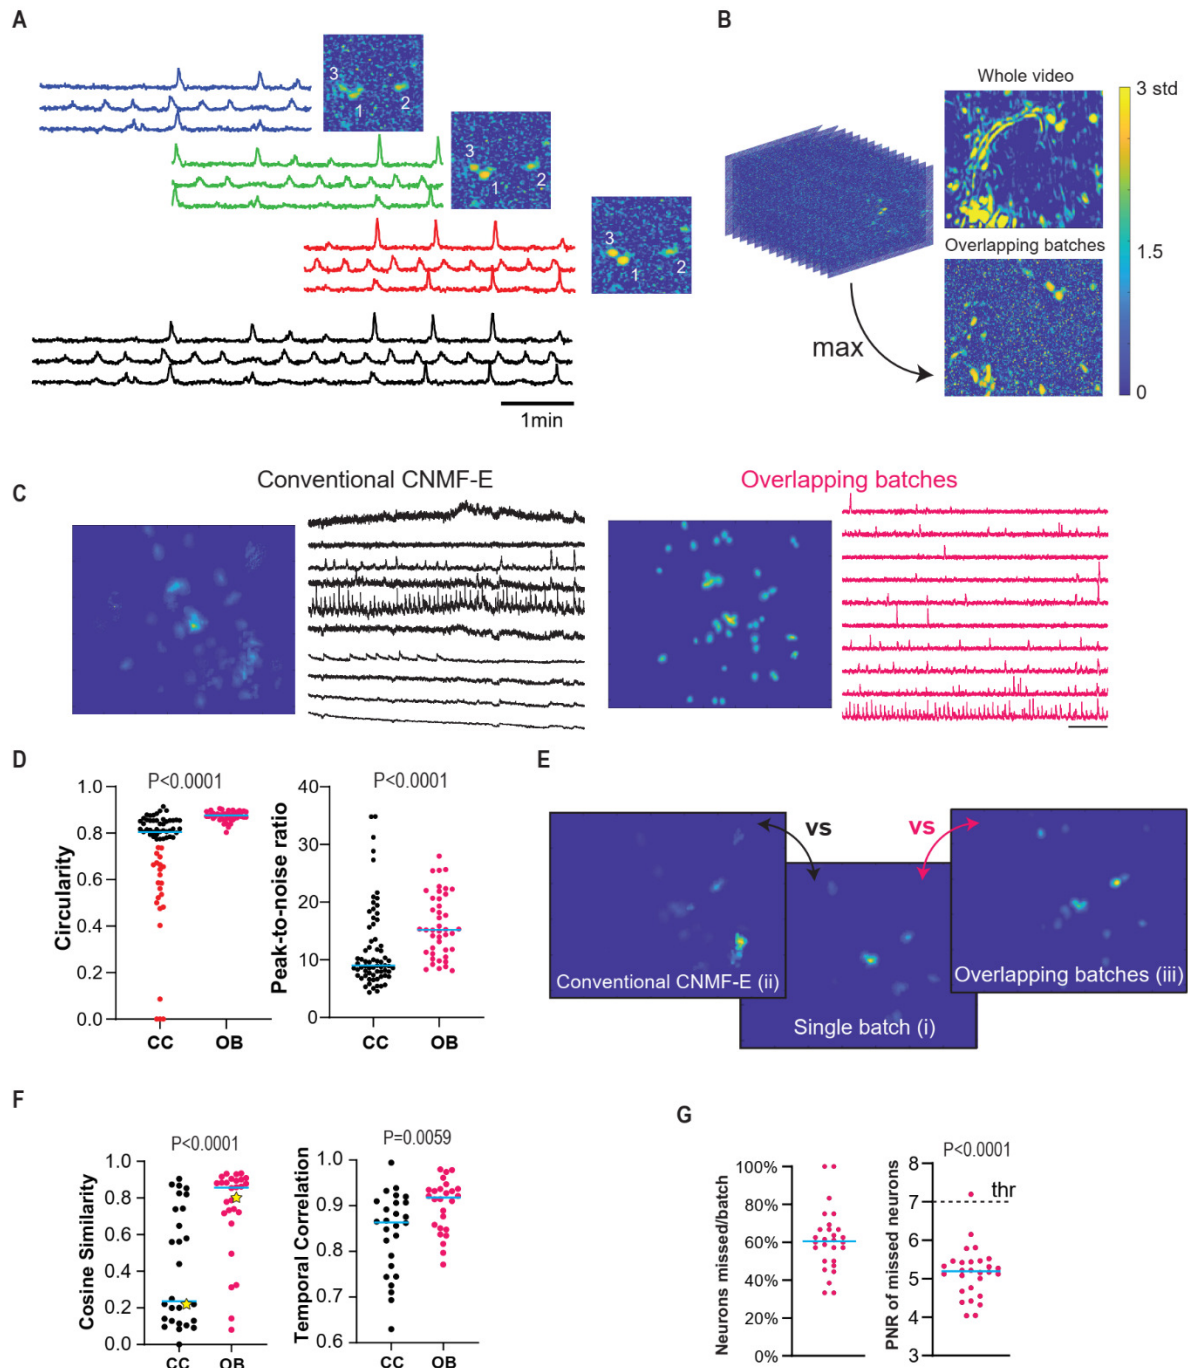 A
3
1
2
3
1
2
3
1
2
1min
B
Whole video
3 std
1.5
0
Overlapping batches
max
C
Conventional CNMF-E
Overlapping batches
D
P<0.0001
Circularity
1.0
0.8
0.6
0.4
0.2
0.0
CC
OB
P<0.0001
Peak-to-noise ratio
40
30
20
10
0
CC
OB
E
vs
vs
Conventional CNMF-E (ii)
Single batch (i)
Overlapping batches (iii)
F
P<0.0001
Cosine Similarity
1.0
0.8
0.6
0.4
0.2
0.0
CC
OB
P=0.0059
Temporal Correlation
1.0
0.9
0.8
0.7
0.6
CC
OB
G
Neurons missed/batch
100%
80%
60%
40%
20%
0%
P<0.0001
PNR of missed neurons
8
7
6
5
4
3
thr